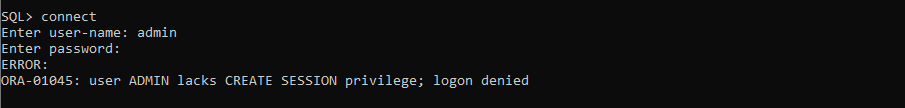 SQL> connect
Enter user-name: admin
Enter password:
ERROR:
ORA-01045: user ADMIN lacks CREATE SESSION privilege; logon denied